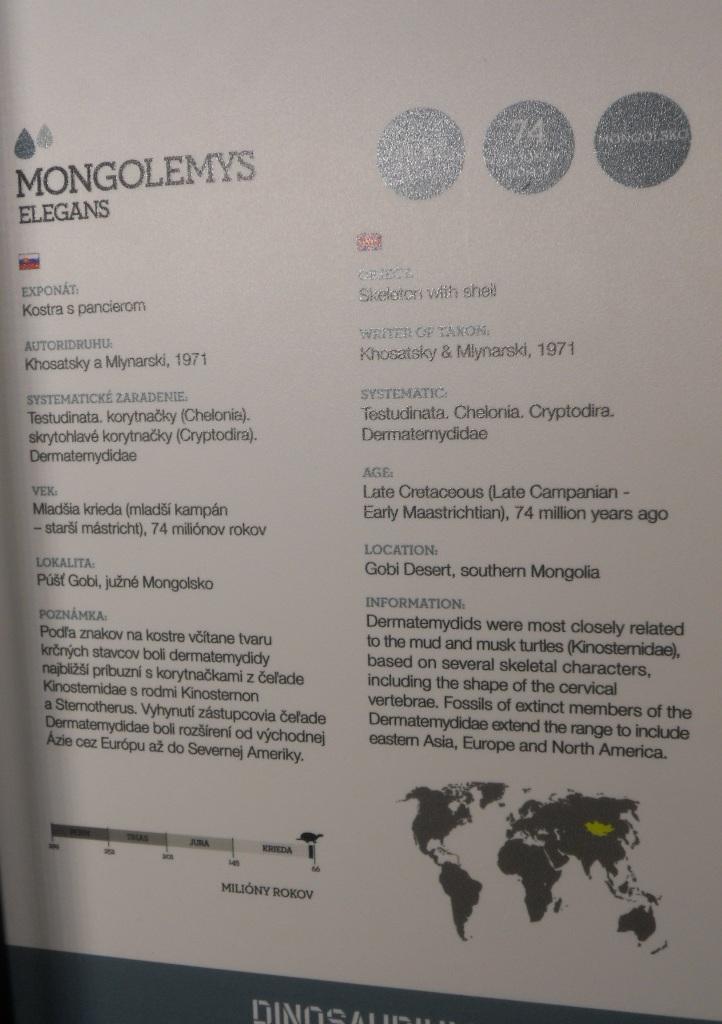 MONGOLEMYS
ELEGANS
74
MONGOLSKO
EXPONÁT:
Kostra s pancierom
AUTORIDRUHU:
Khosatsky a Mlynarski, 1971
SYSTEMATICKÉ ZARADENIE:
Testudinata. korytnačky (Chelonia).
skrytohlavé korytnačky (Cryptodira).
Dermatemydidae
VEK:
Mladšia krieda (mladší kampán
– starší mástricht), 74 miliónov rokov
LOKALITA:
Púšť Gobi, južné Mongolsko
POZNÁMKA:
Podľa znakov na kostre včítane tvaru
krčných stavcov boli dermatemydidy
najbližší príbuzní s korytnačkami z čeľade
Kinosternidae s rodmi Kinosternon
a Sternotherus. Vyhynutí zástupcovia čeľade
Dermatemydidae boli rozšírení od východnej
Ázie cez Európu až do Severnej Ameriky.
OBJECT:
Skeleton with shell
WRITER OF TAXON:
Khosatsky & Mlynarski, 1971
SYSTEMATIC:
Testudinata. Chelonia. Cryptodira.
Dermatemydidae
AGE:
Late Cretaceous (Late Campanian -
Early Maastrichtian), 74 million years ago
LOCATION:
Gobi Desert, southern Mongolia
INFORMATION:
Dermatemydids were most closely related
to the mud and musk turtles (Kinosternidae),
based on several skeletal characters,
including the shape of the cervical
vertebrae. Fossils of extinct members of the
Dermatemydidae extend the range to include
eastern Asia, Europe and North America.
PERM TRIAS JURA KRIEDA
252 201 145 66
MILIÓNY ROKOV